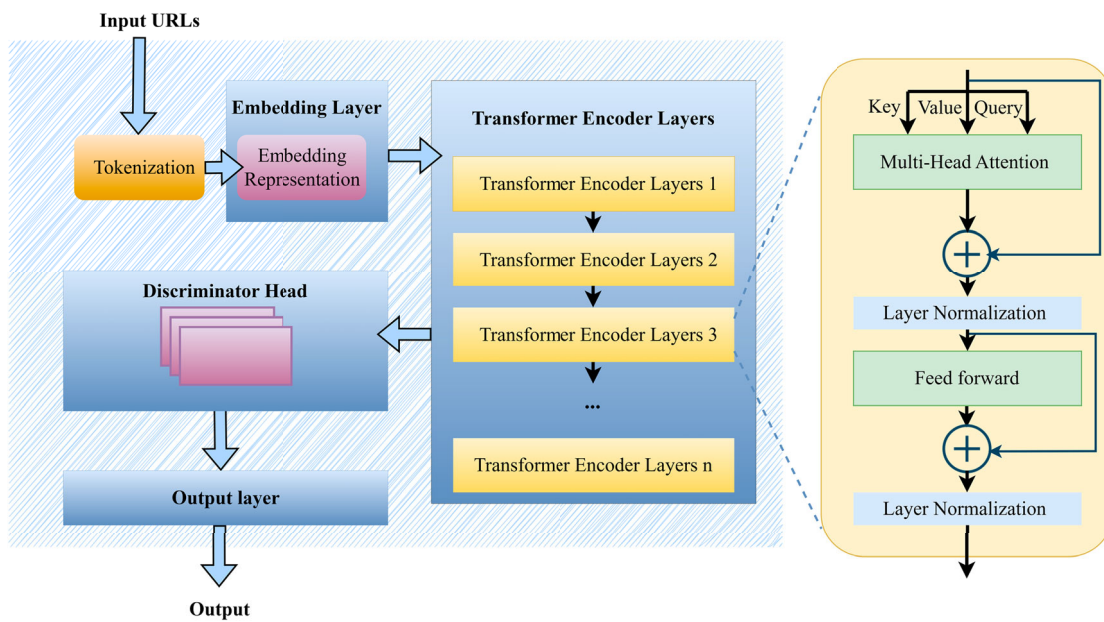 Input URLs
Tokenization
Embedding Layer
Embedding
Representation
Transformer Encoder Layers
Transformer Encoder Layers 1
Transformer Encoder Layers 2
Transformer Encoder Layers 3
...
Transformer Encoder Layers n
Discriminator Head
Output layer
Output
Key Value Query
Multi-Head Attention
Layer Normalization
Feed forward
Layer Normalization